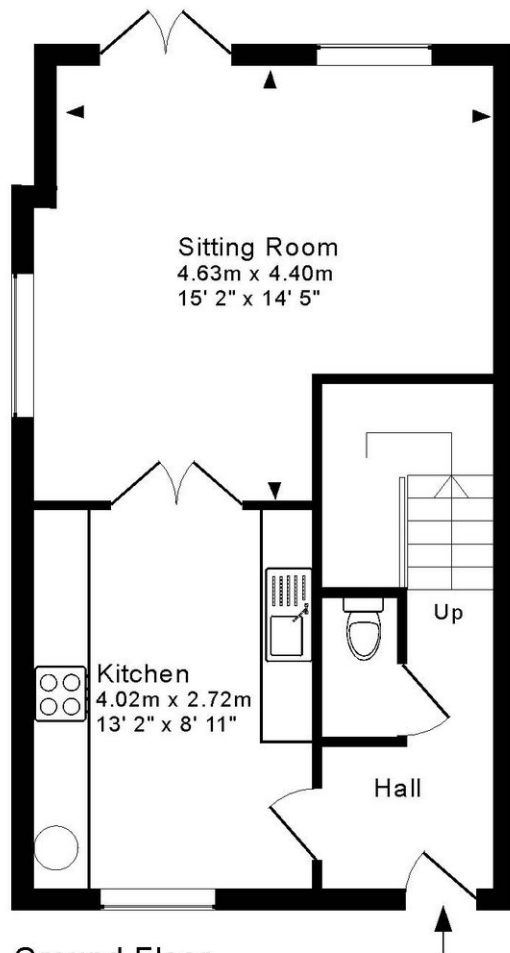 Sitting Room
4.63m x 4.40m
15' 2" x 14' 5"
Up
Kitchen
4.02m x 2.72m
13' 2" x 8' 11"
Hall
Ground Floor